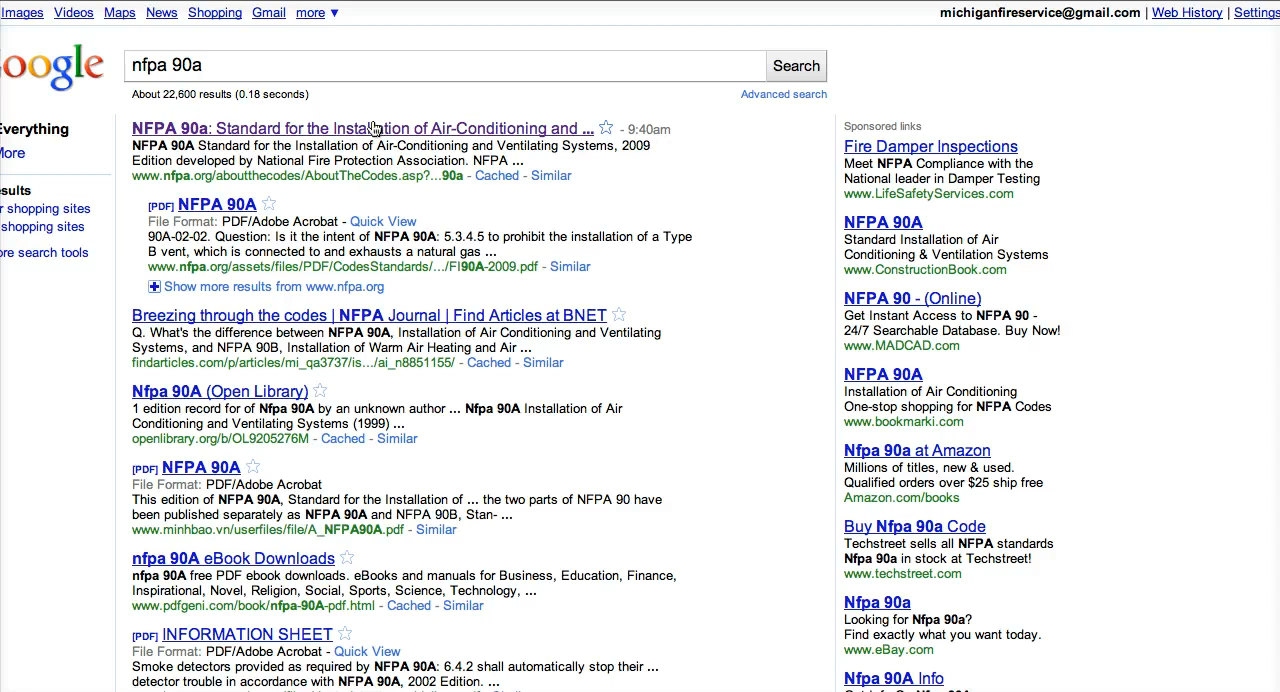 Images Videos Maps News Shopping Gmail more ▼ michiganfireservice@gmail.com | Web History | Settings
oogle nfpa 90a Search
About 22,600 results (0.18 seconds) Advanced search
Everything
More
sults
r shopping sites
shopping sites
ore search tools
NFPA 90a: Standard for the Installation of Air-Conditioning and ... - 9:40am
NFPA 90A Standard for the Installation of Air-Conditioning and Ventilating Systems, 2009
Edition developed by National Fire Protection Association. NFPA ...
www.nfpa.org/aboutthecodes/AboutTheCodes.asp?...90a - Cached - Similar
[PDF] NFPA 90A
File Format: PDF/Adobe Acrobat - Quick View
90A-02-02. Question: Is it the intent of NFPA 90A: 5.3.4.5 to prohibit the installation of a Type
B vent, which is connected to and exhausts a natural gas ...
www.nfpa.org/assets/files/PDF/CodesStandards/.../FI90A-2009.pdf - Similar
Show more results from www.nfpa.org
Breezing through the codes | NFPA Journal | Find Articles at BNET
Q. What's the difference between NFPA 90A, Installation of Air Conditioning and Ventilating
Systems, and NFPA 90B, Installation of Warm Air Heating and Air ...
findarticles.com/p/articles/mi_qa3737/is.../ai_n8851155/ - Cached - Similar
Nfpa 90A (Open Library)
1 edition record for of Nfpa 90A by an unknown author ... Nfpa 90A Installation of Air
Conditioning and Ventilating Systems (1999) ...
openlibrary.org/b/OL9205276M - Cached - Similar
[PDF] NFPA 90A
File Format: PDF/Adobe Acrobat
This edition of NFPA 90A, Standard for the Installation of ... the two parts of NFPA 90 have
been published separately as NFPA 90A and NFPA 90B, Stan- ...
www.minhbao.vn/userfiles/file/A_NFPA90A.pdf - Similar
nfpa 90A eBook Downloads
nfpa 90A free PDF ebook downloads. eBooks and manuals for Business, Education, Finance,
Inspirational, Novel, Religion, Social, Sports, Science, Technology, ...
www.pdfgeni.com/book/nfpa-90A-pdf.html - Cached - Similar
[PDF] INFORMATION SHEET
File Format: PDF/Adobe Acrobat - Quick View
Smoke detectors provided as required by NFPA 90A: 6.4.2 shall automatically stop their ...
detector trouble in accordance with NFPA 90A, 2002 Edition. ...
Sponsored links
Fire Damper Inspections
Meet NFPA Compliance with the
National leader in Damper Testing
www.LifeSafetyServices.com
NFPA 90A
Standard Installation of Air
Conditioning & Ventilation Systems
www.ConstructionBook.com
NFPA 90 - (Online)
Get Instant Access to NFPA 90 -
24/7 Searchable Database. Buy Now!
www.MADCAD.com
NFPA 90A
Installation of Air Conditioning
One-stop shopping for NFPA Codes
www.bookmarki.com
Nfpa 90a at Amazon
Millions of titles, new & used.
Qualified orders over $25 ship free
Amazon.com/books
Buy Nfpa 90a Code
Techstreet sells all NFPA standards
Nfpa 90a in stock at Techstreet!
www.techstreet.com
Nfpa 90a
Looking for Nfpa 90a?
Find exactly what you want today.
www.eBay.com
NFPA 90A Info